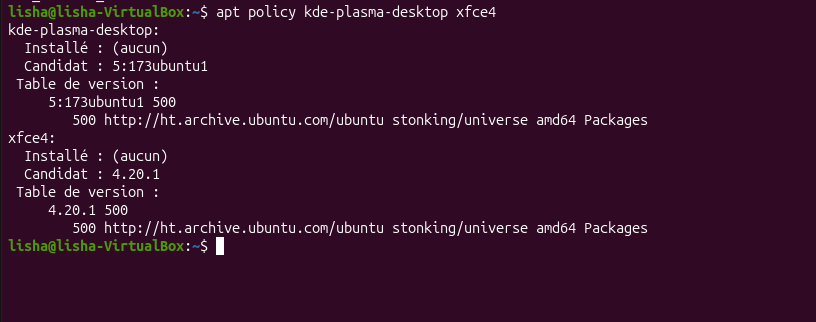 lisha@lisha-VirtualBox:~$ apt policy kde-plasma-desktop xfce4
kde-plasma-desktop:
  Installé : (aucun)
  Candidat : 5:173ubuntu1
 Table de version :
     5:173ubuntu1 500
        500 http://ht.archive.ubuntu.com/ubuntu stonking/universe amd64 Packages
xfce4:
  Installé : (aucun)
  Candidat : 4.20.1
 Table de version :
     4.20.1 500
        500 http://ht.archive.ubuntu.com/ubuntu stonking/universe amd64 Packages
lisha@lisha-VirtualBox:~$